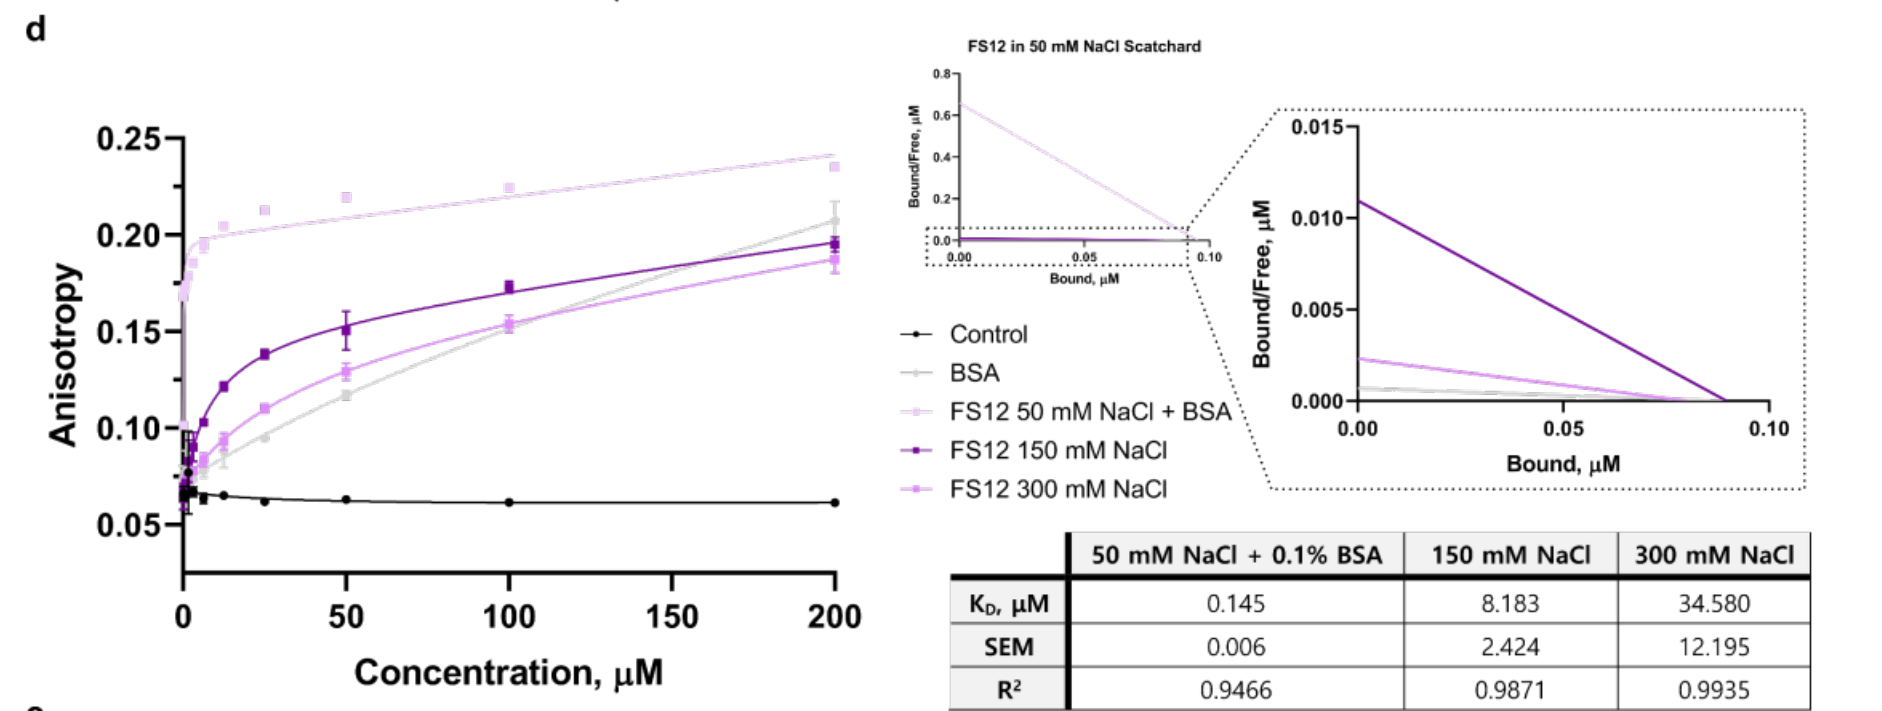 d
FS12 in 50 mM NaCl Scatchard
0.8
0.6
0.4
0.2
0.0
Bound/Free, µM
0.00 0.05 0.10
Bound, µM
0.25
0.20
0.15
0.10
0.05
Anisotropy
0 50 100 150 200
Concentration, µM
Control
BSA
FS12 50 mM NaCl + BSA
FS12 150 mM NaCl
FS12 300 mM NaCl
0.015
0.010
0.005
0.000
Bound/Free, µM
0.00 0.05 0.10
Bound, µM
50 mM NaCl + 0.1% BSA 150 mM NaCl 300 mM NaCl
K_D, µM 0.145 8.183 34.580
SEM 0.006 2.424 12.195
R² 0.9466 0.9871 0.9935